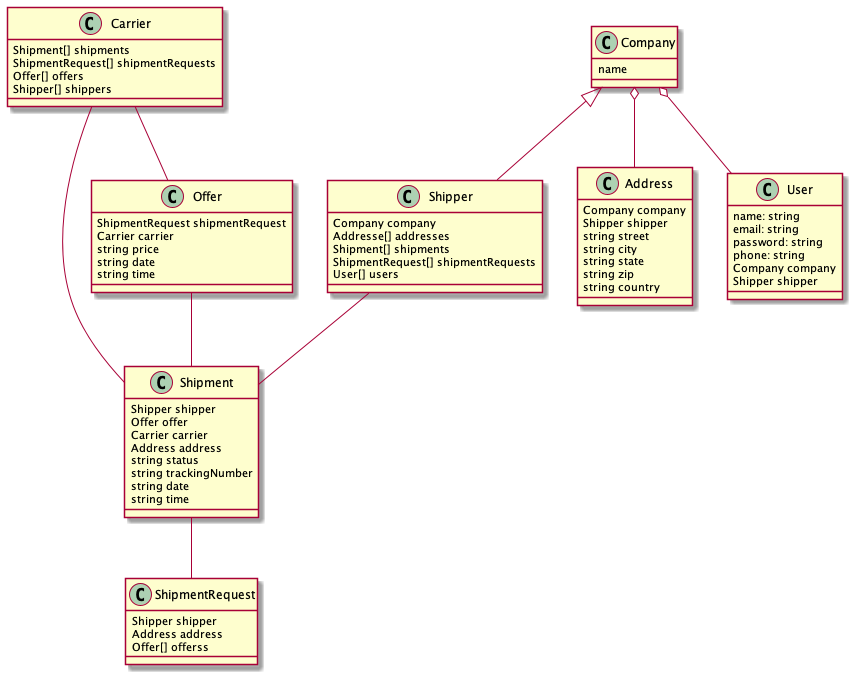 C Carrier
Shipment[] shipments
ShipmentRequest[] shipmentRequests
Offer[] offers
Shipper[] shippers
C Company
name
C Offer
ShipmentRequest shipmentRequest
Carrier carrier
string price
string date
string time
C Shipper
Company company
Addresse[] addresses
Shipment[] shipments
ShipmentRequest[] shipmentRequests
User[] users
C Address
Company company
Shipper shipper
string street
string city
string state
string zip
string country
C User
name: string
email: string
password: string
phone: string
Company company
Shipper shipper
C Shipment
Shipper shipper
Offer offer
Carrier carrier
Address address
string status
string trackingNumber
string date
string time
C ShipmentRequest
Shipper shipper
Address address
Offer[] offerss